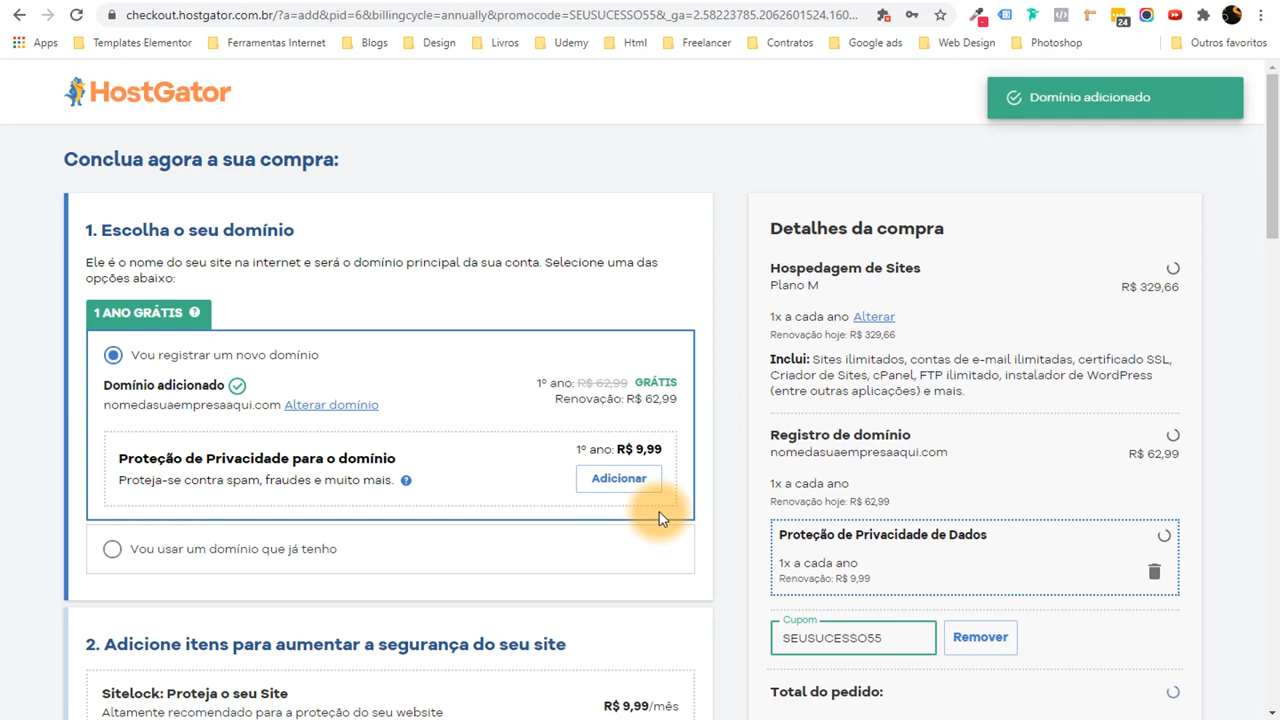 checkout.hostgator.com.br/?a=add&pid=6&billingcycle=annually&promocode=SEUSUCESSO55&_ga=2.58223785.2062601524.160...
24
Apps Templates Elementor Ferramentas Internet Blogs Design Livros Udemy Html Freelancer Contratos Google ads Web Design Photoshop Outros favoritos
HostGator
Domínio adicionado
Conclua agora a sua compra:
1. Escolha o seu domínio
Ele é o nome do seu site na internet e será o domínio principal da sua conta. Selecione uma das
opções abaixo:
1 ANO GRÁTIS ?
Vou registrar um novo domínio
Domínio adicionado
1º ano: R$ 62,99 GRÁTIS
nomedasuaempresaaqui.com Alterar domínio
Renovação: R$ 62,99
Proteção de Privacidade para o domínio
1º ano: R$ 9,99
Proteja-se contra spam, fraudes e muito mais. ?
Adicionar
Vou usar um domínio que já tenho
2. Adicione itens para aumentar a segurança do seu site
Sitelock: Proteja o seu Site
R$ 9,99/mês
Altamente recomendado para a proteção do seu website
Detalhes da compra
Hospedagem de Sites
Plano M
R$ 329,66
1x a cada ano Alterar
Renovação hoje: R$ 329,66
Inclui: Sites ilimitados, contas de e-mail ilimitadas, certificado SSL,
Criador de Sites, cPanel, FTP ilimitado, instalador de WordPress
(entre outras aplicações) e mais.
Registro de domínio
nomedasuaempresaaqui.com
R$ 62,99
1x a cada ano
Renovação hoje: R$ 62,99
Proteção de Privacidade de Dados
1x a cada ano
Renovação: R$ 9,99
Cupom
SEUSUCESSO55
Remover
Total do pedido: